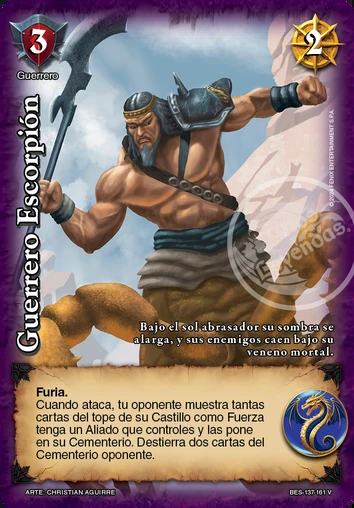 3
Guerrero
2
Guerrero Escorpión
© 2024 FENIX ENTERTAINMENT S.P.A.
Bajo el sol abrasador su sombra se
alarga, y sus enemigos caen bajo su
veneno mortal.
Furia.
Cuando ataca, tu oponente muestra tantas
cartas del tope de su Castillo como Fuerza
tenga un Aliado que controles y las pone
en su Cementerio. Destierra dos cartas del
Cementerio oponente.
ARTE: CHRISTIAN AGUIRRE
BES-137-161 V